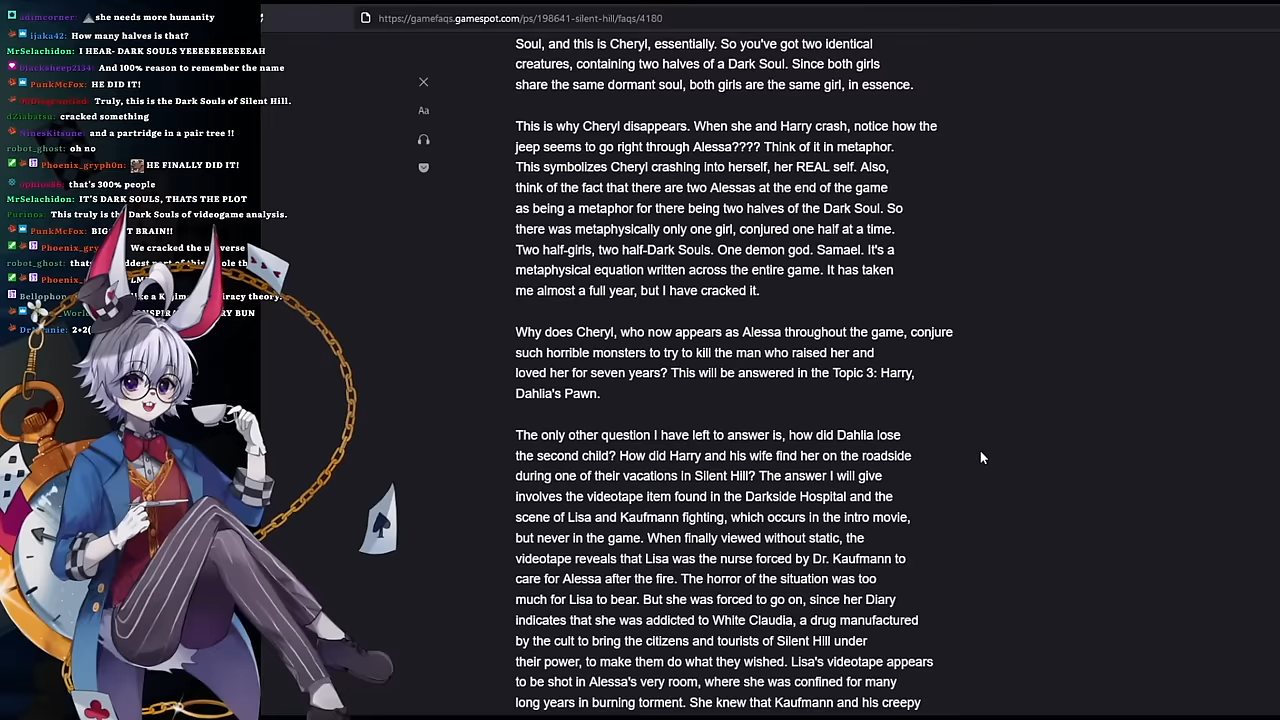 https://gamefaqs.gamespot.com/ps/198641-silent-hill/faqs/4180
animcorner: she needs more humanity
ijaka42: How many halves is that?
MrSelachidon: I HEAR- DARK SOULS YEEEEEEEEEEAH
blacksheep2134: And 100% reason to remember the name
PunkMcFox: HE DID IT!
Truly, this is the Dark Souls of Silent Hill.
dZiabatsu: cracked something
NinesKitsune: and a partridge in a pair tree !!
robot_ghost: oh no
Phoenix_gryph0n: HE FINALLY DID IT!
that's 300% people
MrSelachidon: IT'S DARK SOULS, THATS THE PLOT
Purinoa: This truly is th Dark Souls of videogame analysis.
PunkMcFox: BIG T BRAIN!!
Phoenix_gry We cracked the u verse
robot_ghost: thats ddest part of this ole th
Phoenix_
Bellophon
Aa
Soul, and this is Cheryl, essentially. So you've got two identical
creatures, containing two halves of a Dark Soul. Since both girls
share the same dormant soul, both girls are the same girl, in essence.
This is why Cheryl disappears. When she and Harry crash, notice how the
jeep seems to go right through Alessa???? Think of it in metaphor.
This symbolizes Cheryl crashing into herself, her REAL self. Also,
think of the fact that there are two Alessas at the end of the game
as being a metaphor for there being two halves of the Dark Soul. So
there was metaphysically only one girl, conjured one half at a time.
Two half-girls, two half-Dark Souls. One demon god. Samael. It's a
metaphysical equation written across the entire game. It has taken
me almost a full year, but I have cracked it.
Why does Cheryl, who now appears as Alessa throughout the game, conjure
such horrible monsters to try to kill the man who raised her and
loved her for seven years? This will be answered in the Topic 3: Harry,
Dahlia's Pawn.
The only other question I have left to answer is, how did Dahlia lose
the second child? How did Harry and his wife find her on the roadside
during one of their vacations in Silent Hill? The answer I will give
involves the videotape item found in the Darkside Hospital and the
scene of Lisa and Kaufmann fighting, which occurs in the intro movie,
but never in the game. When finally viewed without static, the
videotape reveals that Lisa was the nurse forced by Dr. Kaufmann to
care for Alessa after the fire. The horror of the situation was too
much for Lisa to bear. But she was forced to go on, since her Diary
indicates that she was addicted to White Claudia, a drug manufactured
by the cult to bring the citizens and tourists of Silent Hill under
their power, to make them do what they wished. Lisa's videotape appears
to be shot in Alessa's very room, where she was confined for many
long years in burning torment. She knew that Kaufmann and his creepy